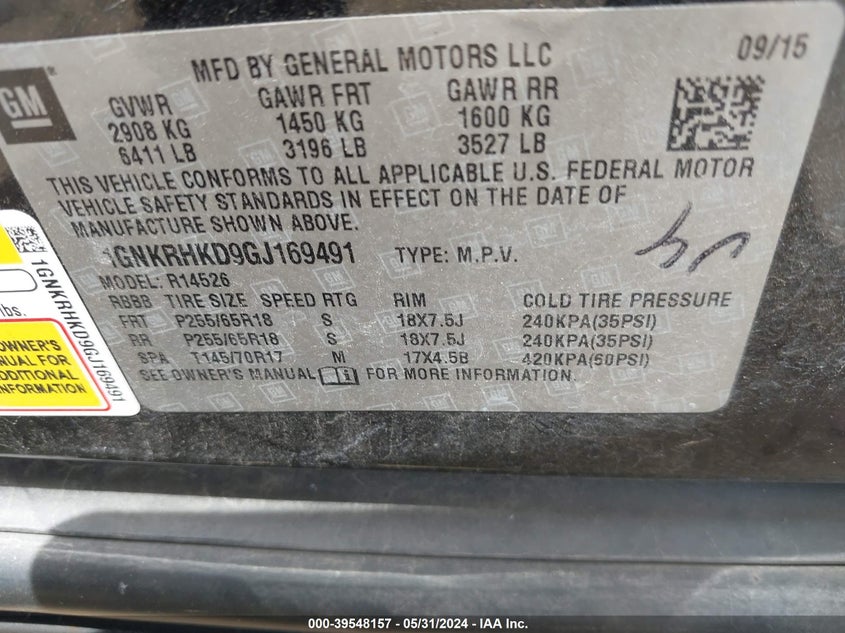 MFD BY GENERAL MOTORS LLC 09/15
GM
GVWR GAWR FRT GAWR RR
2908 KG 1450 KG 1600 KG
6411 LB 3196 LB 3527 LB
THIS VEHICLE CONFORMS TO ALL APPLICABLE U.S. FEDERAL MOTOR
VEHICLE SAFETY STANDARDS IN EFFECT ON THE DATE OF
MANUFACTURE SHOWN ABOVE.
1GNKRHKD9GJ169491 TYPE: M.P.V.
MODEL: R14526
RBBB TIRE SIZE SPEED RTG RIM COLD TIRE PRESSURE
FRT P255/65R18 S 18X7.5J 240KPA(35PSI)
RR P255/65R18 S 18X7.5J 240KPA(35PSI)
SPA T145/70R17 M 17X4.5B 420KPA(60PSI)
SEE OWNER'S MANUAL FOR MORE INFORMATION.
1GNKRHKD9GJ169491
lbs.
OWNER'S
MANUAL FOR
ADDITIONAL
INFORMATION
000-39548157 - 05/31/2024 - IAA Inc.